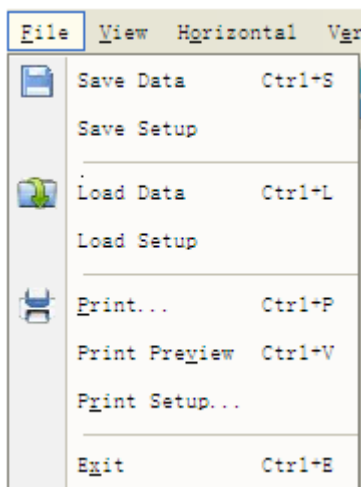 File View Horizontal Ver
Save Data Ctrl+S
Save Setup
Load Data Ctrl+L
Load Setup
Print... Ctrl+P
Print Preview Ctrl+V
Print Setup...
Exit Ctrl+E